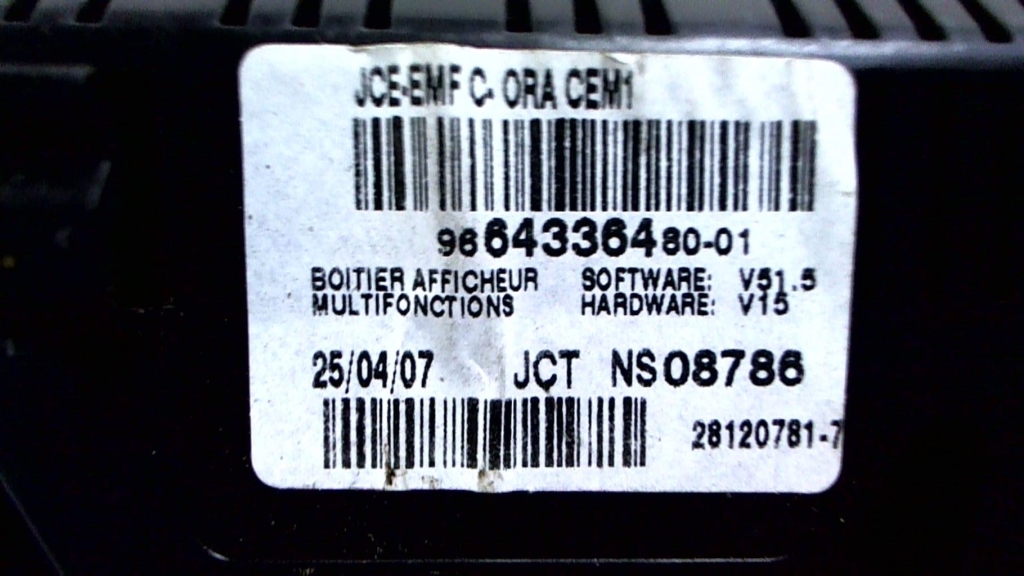 JCE-EMF C- ORA CEM1
9664336480-01
BOITIER AFFICHEUR SOFTWARE: V51.5
MULTIFONCTIONS HARDWARE: V15
25/04/07 JCT NS08786
28120781-7